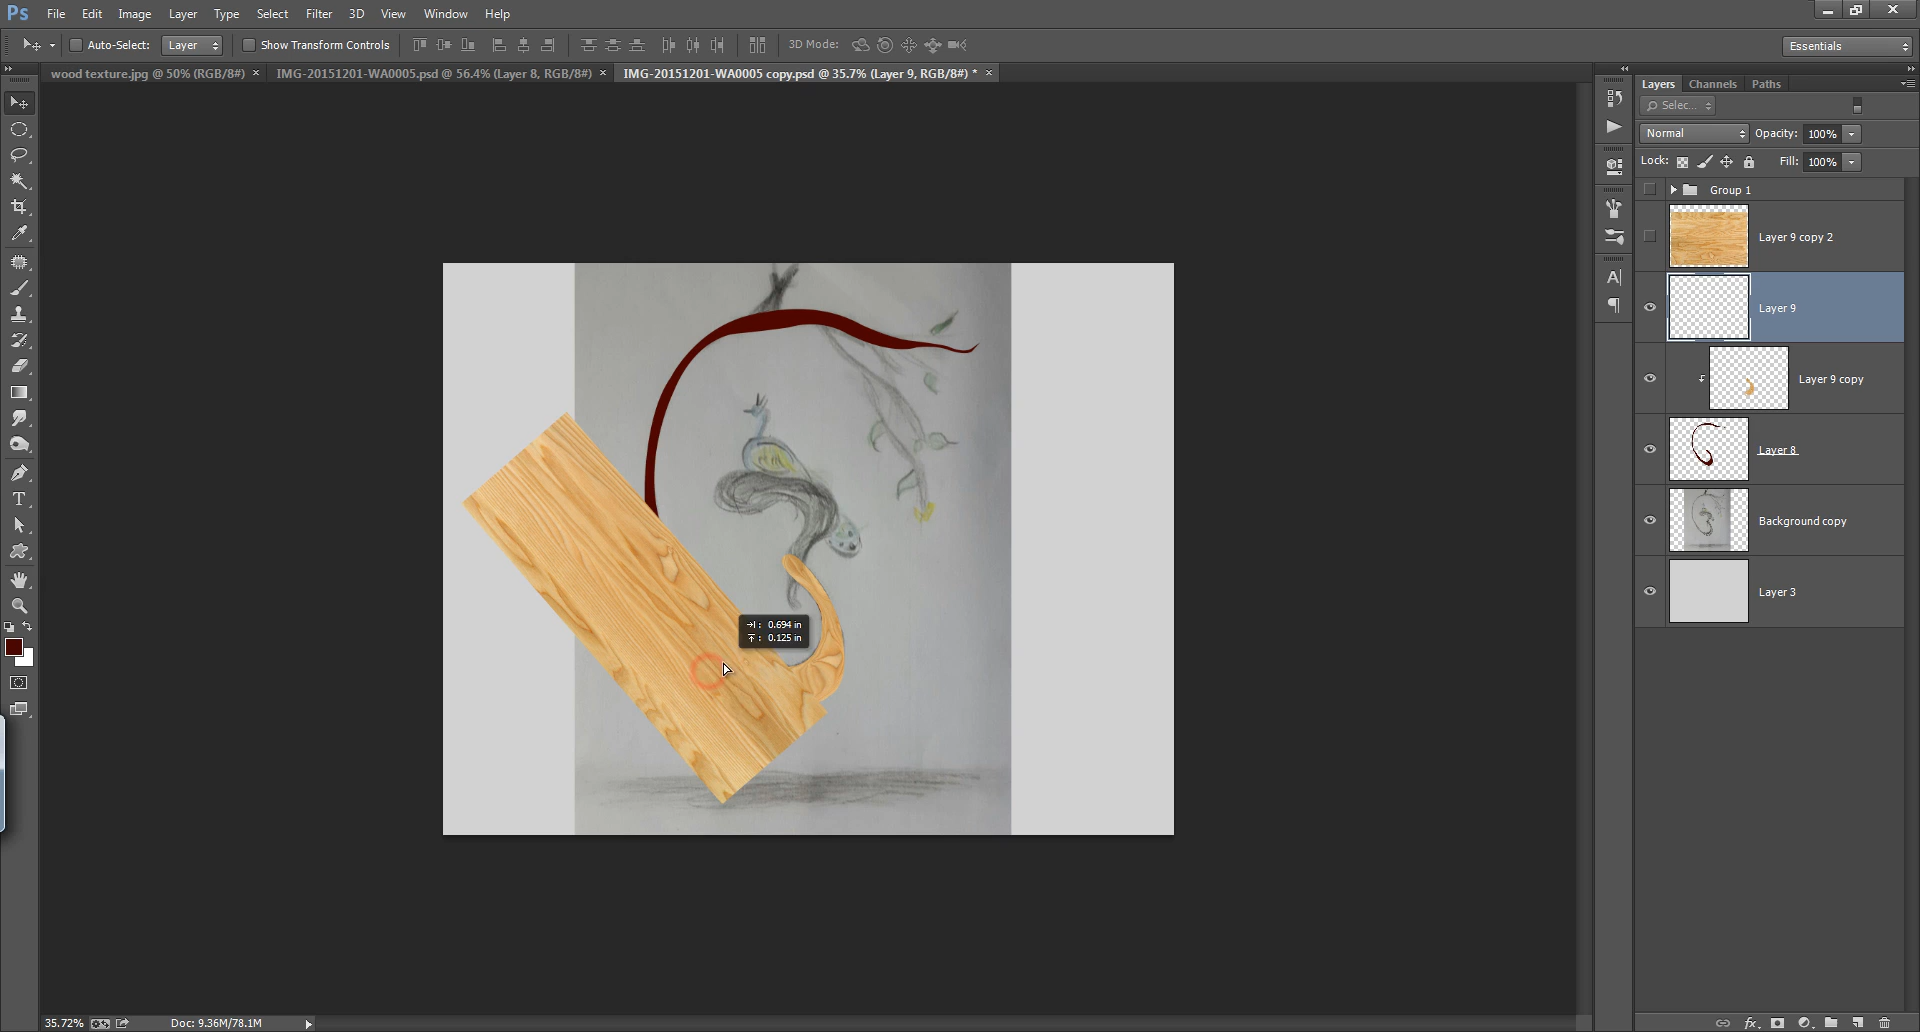 Ps File Edit Image Layer Type Select Filter 3D View Window Help
Auto-Select: Layer Show Transform Controls 3D Mode: Essentials
wood texture.jpg @ 50% (RGB/8#) × IMG-20151201-WA0005.psd @ 56.4% (Layer 8, RGB/8#) × IMG-20151201-WA0005 copy.psd @ 35.7% (Layer 9, RGB/8#) * ×
Layers Channels Paths
Selec...
Normal Opacity: 100%
Lock: Fill: 100%
Group 1
Layer 9 copy 2
Layer 9
Layer 9 copy
Layer 8
Background copy
Layer 3
: 0.694 in
: 0.125 in
35.72% Doc: 9.36M/78.1M